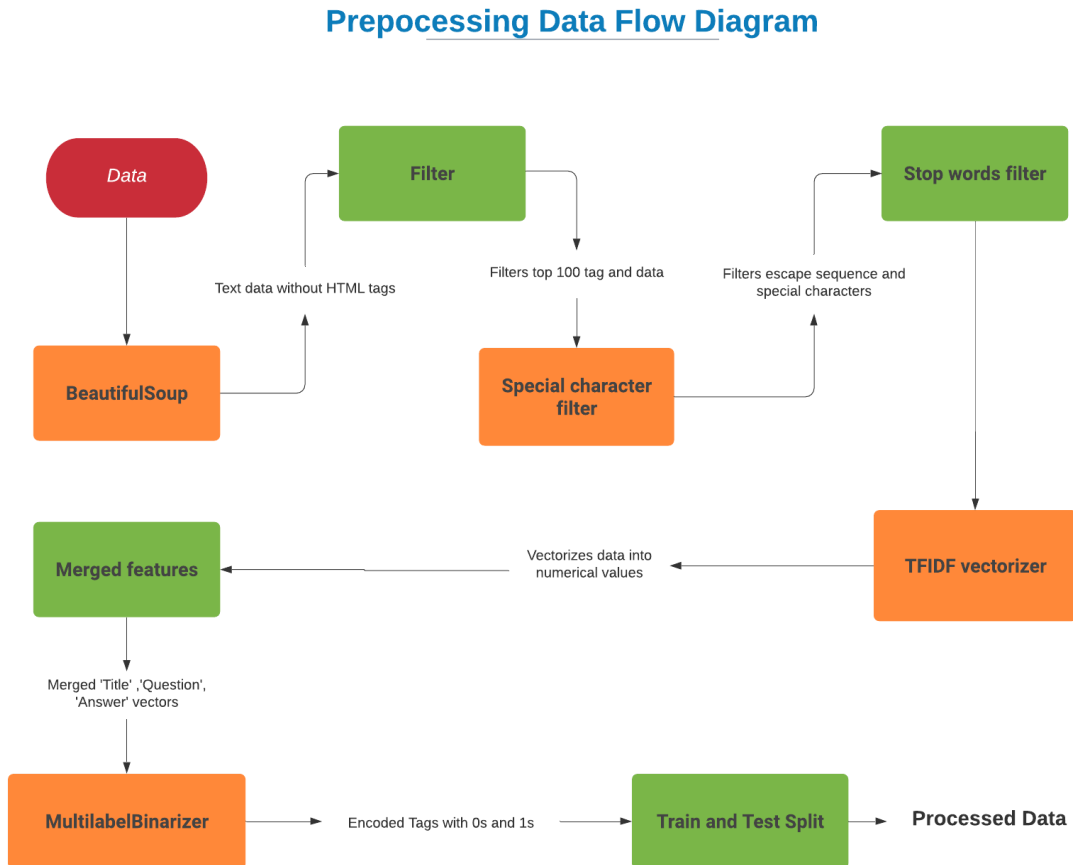 Prepocessing Data Flow Diagram
Data
BeautifulSoup
Text data without HTML tags
Filter
Filters top 100 tag and data
Special character
filter
Filters escape sequence and
special characters
Stop words filter
TFIDF vectorizer
Vectorizes data into
numerical values
Merged features
Merged 'Title' ,'Question',
'Answer' vectors
MultilabelBinarizer
Encoded Tags with 0s and 1s
Train and Test Split
Processed Data